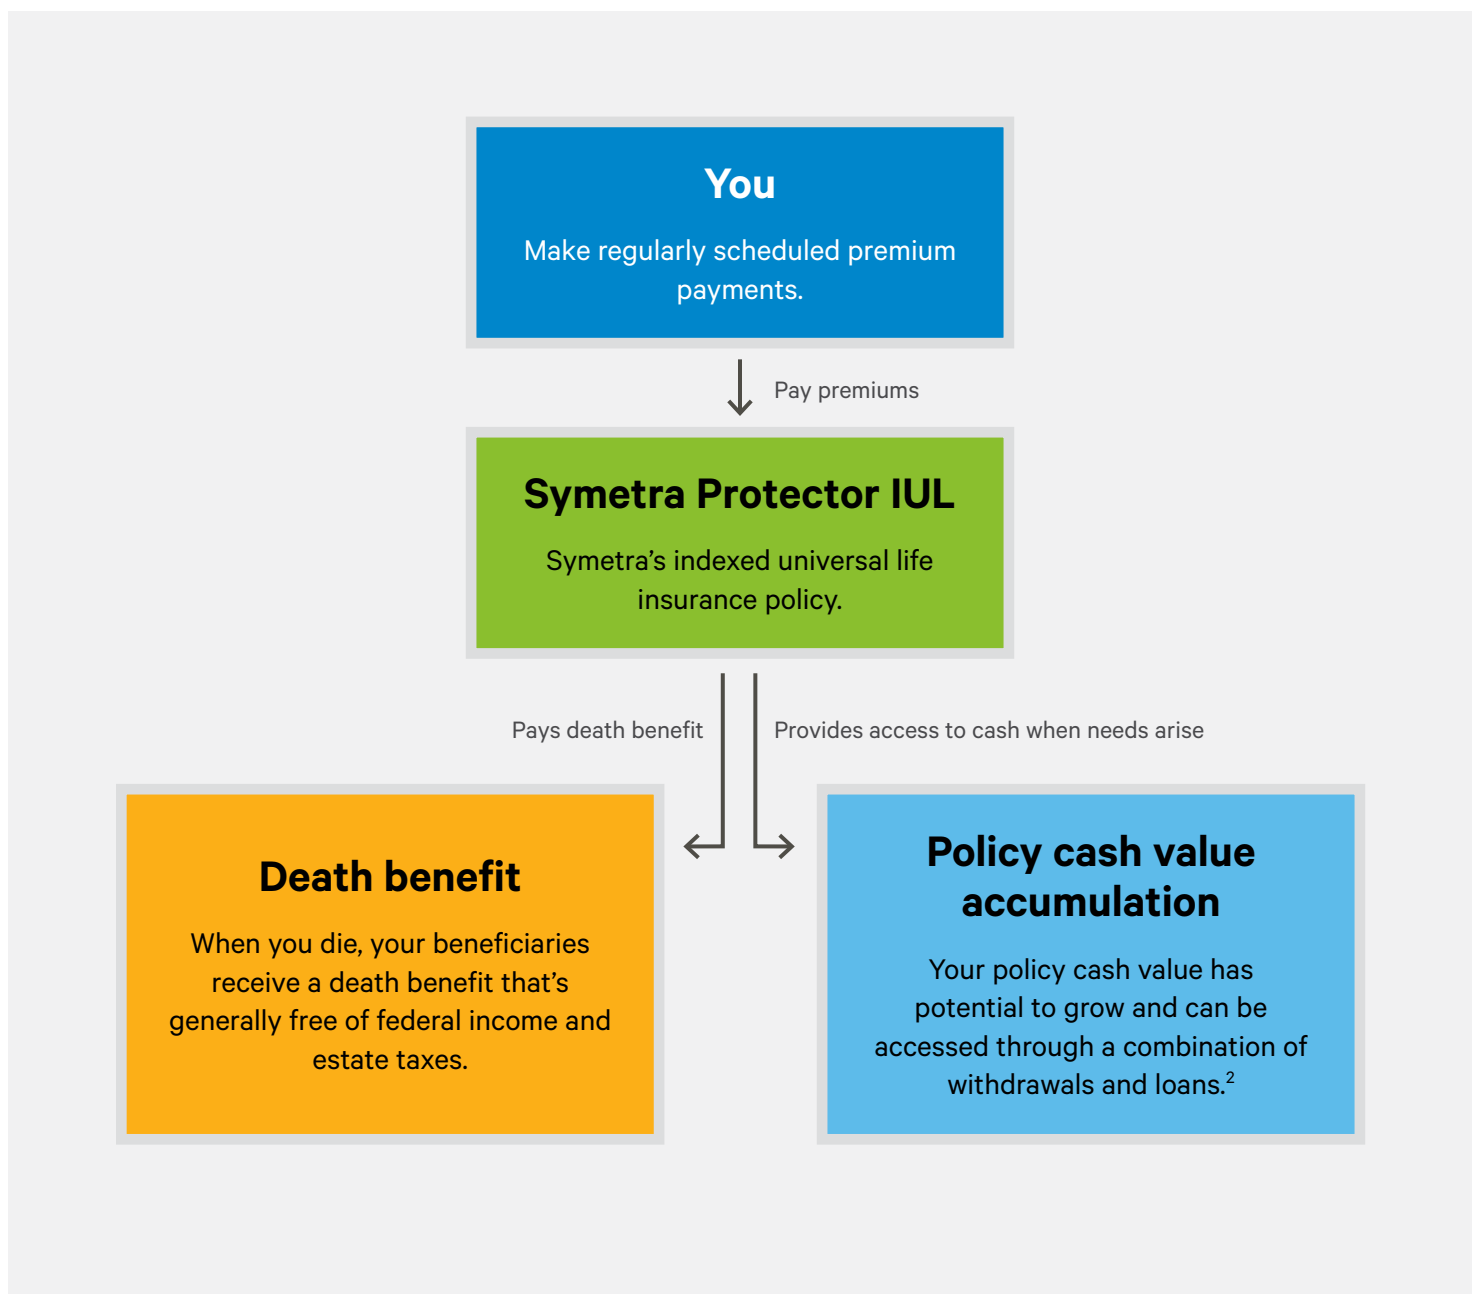 You
Make regularly scheduled premium
payments.
Pay premiums
Symetra Protector IUL
Symetra’s indexed universal life
insurance policy.
Pays death benefit
Provides access to cash when needs arise
Death benefit
When you die, your beneficiaries
receive a death benefit that’s
generally free of federal income and
estate taxes.
Policy cash value
accumulation
Your policy cash value has
potential to grow and can be
accessed through a combination of
withdrawals and loans.²